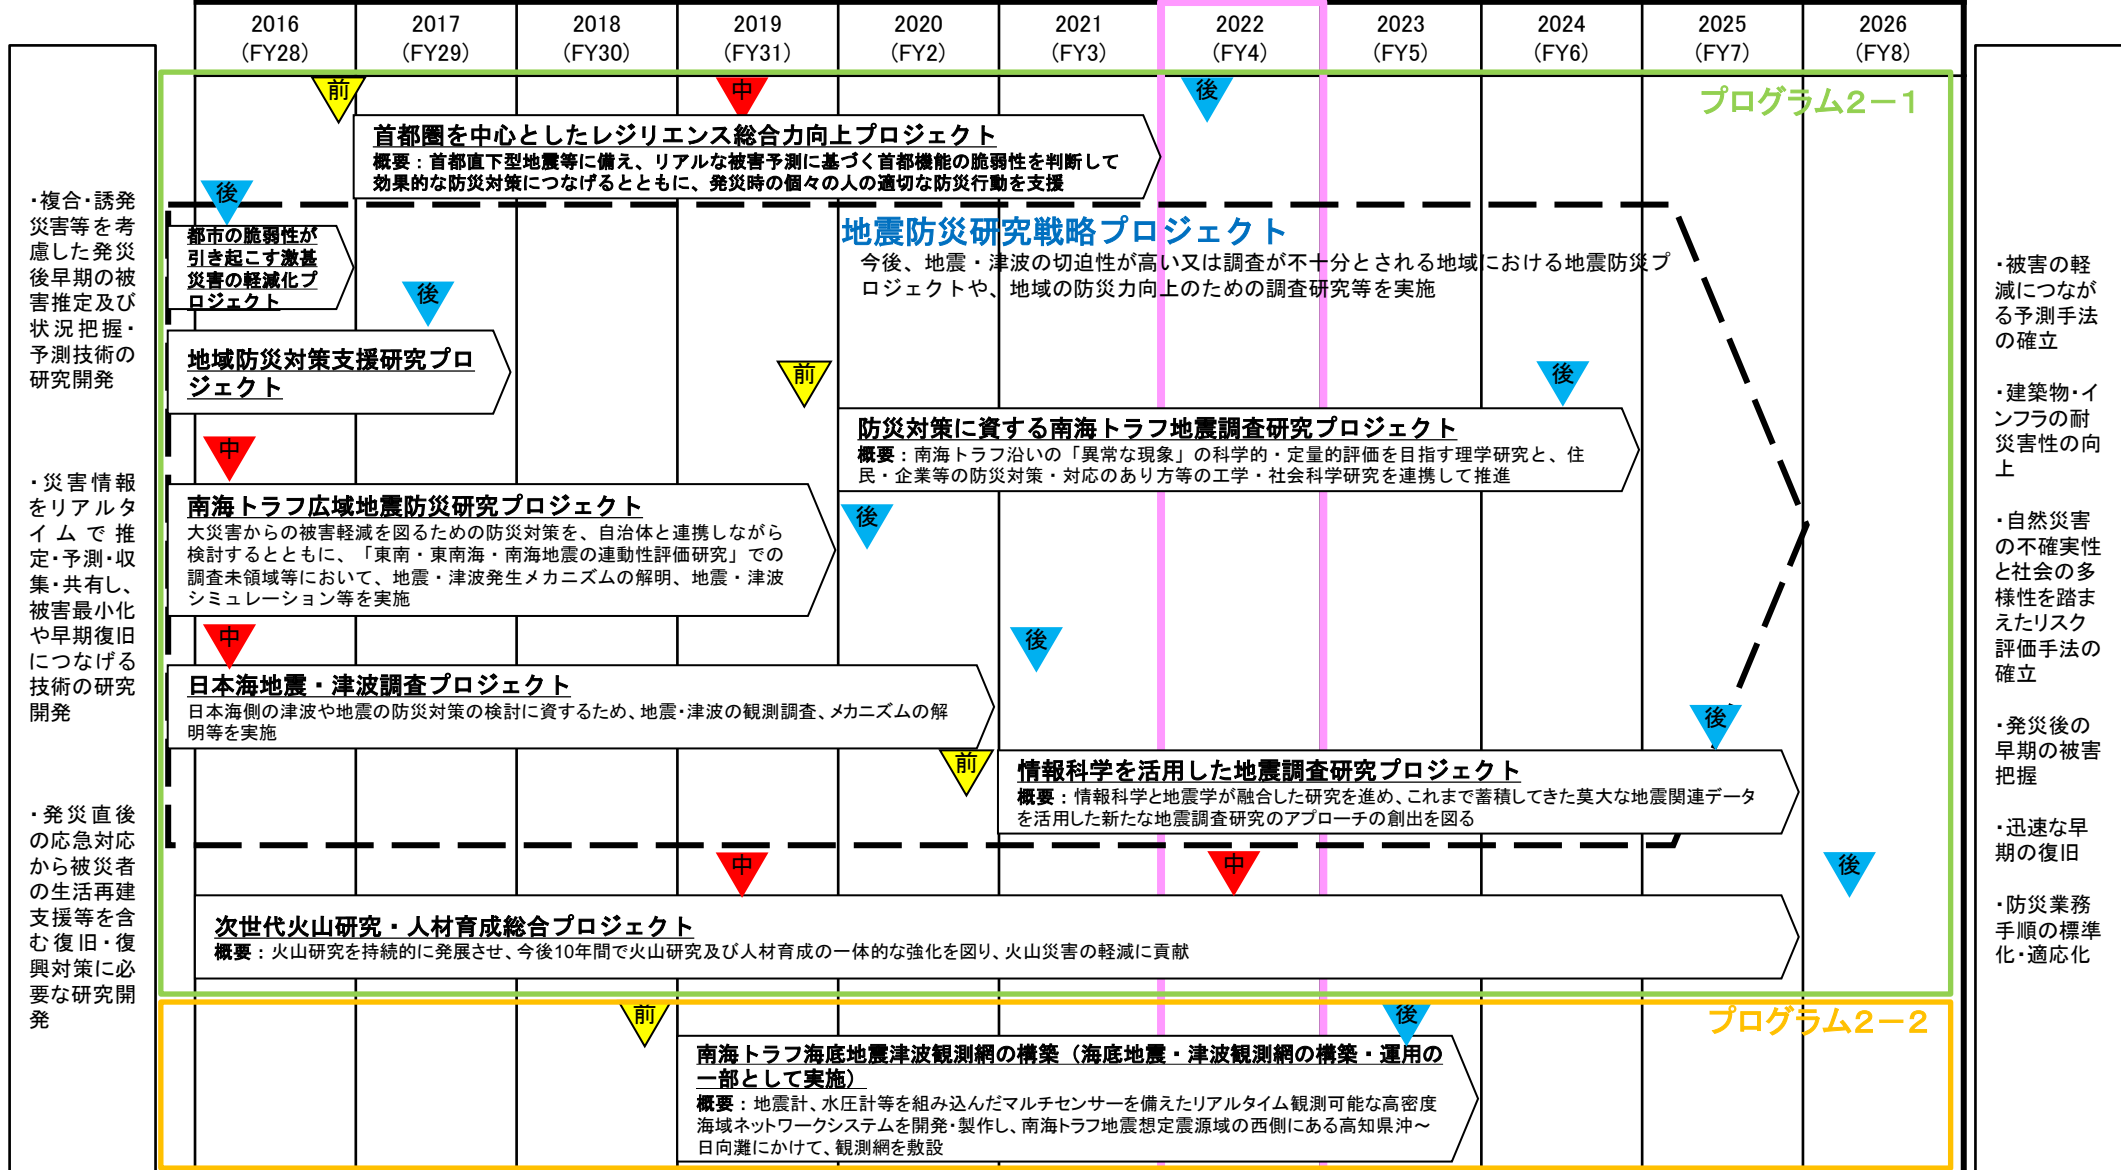 2016
(FY28)
2017
(FY29)
2018
(FY30)
2019
(FY31)
2020
(FY2)
2021
(FY3)
2022
(FY4)
2023
(FY5)
2024
(FY6)
2025
(FY7)
2026
(FY8)
・複合・誘発
災害等を考
慮した発災
後早期の被
害推定及び
状況把握・
予測技術の
研究開発
・災害情報
をリアルタ
イムで推
定・予測・収
集・共有し、
被害最小化
や早期復旧
につなげる
技術の研究
開発
・発災直後
の応急対応
から被災者
の生活再建
支援等を含
む復旧・復
興対策に必
要な研究開
発
プログラム2-1
前
中
後
首都圏を中心としたレジリエンス総合力向上プロジェクト
概要：首都直下型地震等に備え、リアルな被害予測に基づく首都機能の脆弱性を判断して
効果的な防災対策につなげるとともに、発災時の個々の人の適切な防災行動を支援
後
都市の脆弱性が
引き起こす激甚
災害の軽減化プ
ロジェクト
地震防災研究戦略プロジェクト
今後、地震・津波の切迫性が高い又は調査が不十分とされる地域における地震防災プ
ロジェクトや、地域の防災力向上のための調査研究等を実施
後
地域防災対策支援研究プロ
ジェクト
前
後
防災対策に資する南海トラフ地震調査研究プロジェクト
概要：南海トラフ沿いの「異常な現象」の科学的・定量的評価を目指す理学研究と、住
民・企業等の防災対策・対応のあり方等の工学・社会科学研究を連携して推進
中
南海トラフ広域地震防災研究プロジェクト
大災害からの被害軽減を図るための防災対策を、自治体と連携しながら
検討するとともに、「東南・東南海・南海地震の連動性評価研究」での
調査未領域等において、地震・津波発生メカニズムの解明、地震・津波
シミュレーション等を実施
後
中
後
日本海地震・津波調査プロジェクト
日本海側の津波や地震の防災対策の検討に資するため、地震・津波の観測調査、メカニズムの解
明等を実施
前
後
情報科学を活用した地震調査研究プロジェクト
概要：情報科学と地震学が融合した研究を進め、これまで蓄積してきた莫大な地震関連データ
を活用した新たな地震調査研究のアプローチの創出を図る
中
中
後
次世代火山研究・人材育成総合プロジェクト
概要：火山研究を持続的に発展させ、今後10年間で火山研究及び人材育成の一体的な強化を図り、火山災害の軽減に貢献
プログラム2-2
前
後
南海トラフ海底地震津波観測網の構築（海底地震・津波観測網の構築・運用の
一部として実施）
概要：地震計、水圧計等を組み込んだマルチセンサーを備えたリアルタイム観測可能な高密度
海域ネットワークシステムを開発・製作し、南海トラフ地震想定震源域の西側にある高知県沖～
日向灘にかけて、観測網を敷設
・被害の軽
減につなが
る予測手法
の確立
・建築物・イ
ンフラの耐
災害性の向
上
・自然災害
の不確実性
と社会の多
様性を踏ま
えたリスク
評価手法の
確立
・発災後の
早期の被害
把握
・迅速な早
期の復旧
・防災業務
手順の標準
化・適応化